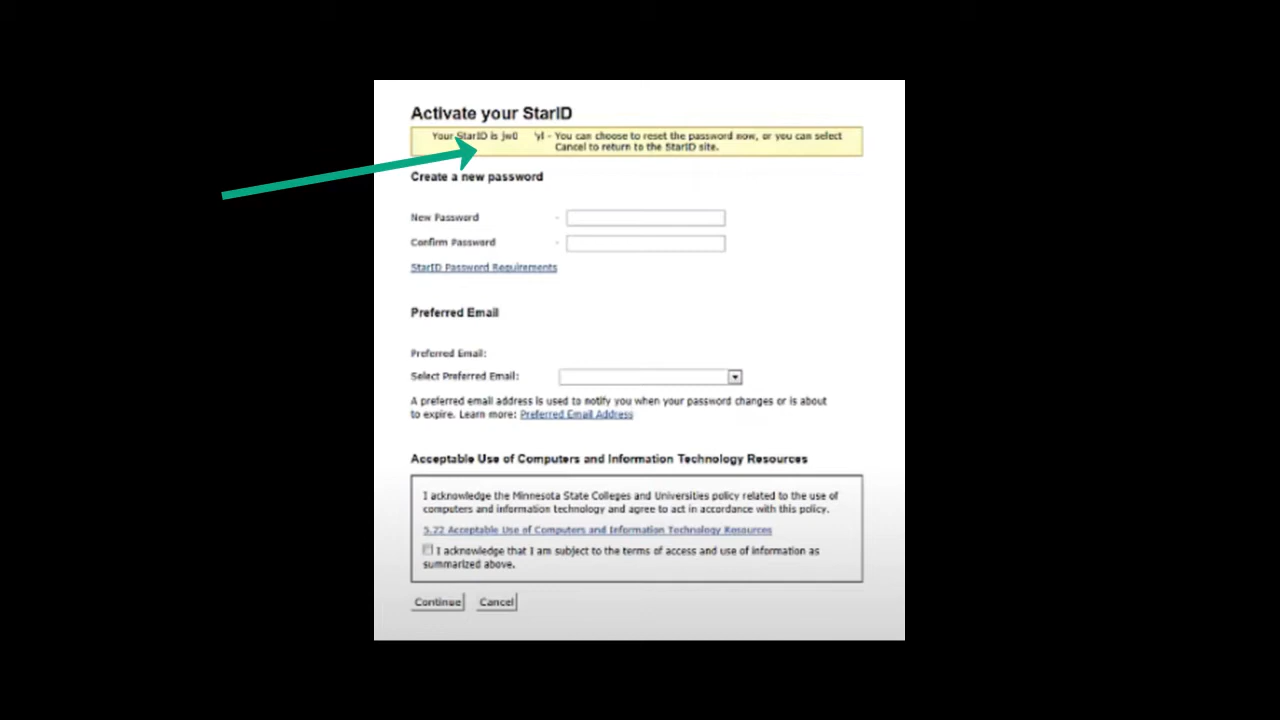 Activate your StarID
Your StarID is jw0 yl - You can choose to reset the password now, or you can select
Cancel to return to the StarID site.
Create a new password
New Password
Confirm Password
StarID Password Requirements
Preferred Email
Preferred Email:
Select Preferred Email:
A preferred email address is used to notify you when your password changes or is about
to expire. Learn more: Preferred Email Address
Acceptable Use of Computers and Information Technology Resources
I acknowledge the Minnesota State Colleges and Universities policy related to the use of
computers and information technology and agree to act in accordance with this policy.
5.22 Acceptable Use of Computers and Information Technology Resources
I acknowledge that I am subject to the terms of access and use of information as
summarized above.
Continue Cancel